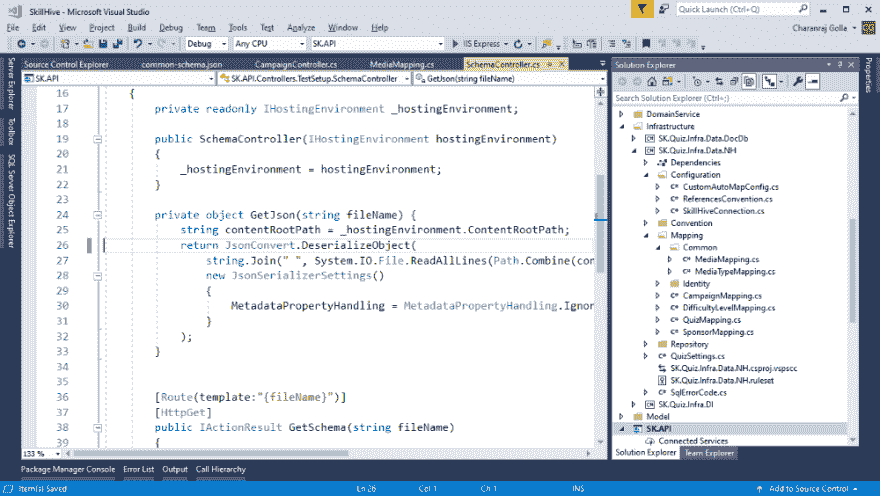 SkillHive - Microsoft Visual Studio
Quick Launch (Ctrl+Q)
File Edit View Project Build Debug Team Tools Test Analyze Window Help
Charanraj Golla
Debug Any CPU SK.API IIS Express
Source Control Explorer common-schema.json CampaignController.cs MediaMapping.cs SchemaController.cs
SK.API SK.API.Controllers.TestSetup.SchemaController GetJson(string fileName)
Server Explorer
Toolbox
SQL Server Object Explorer
16 {
17 private readonly IHostingEnvironment _hostingEnvironment;
18
19 public SchemaController(IHostingEnvironment hostingEnvironment)
20 {
21 _hostingEnvironment = hostingEnvironment;
22 }
23
24 private object GetJson(string fileName) {
25 string contentRootPath = _hostingEnvironment.ContentRootPath;
26 return JsonConvert.DeserializeObject(
27 string.Join(" ", System.IO.File.ReadAllLines(Path.Combine(con
28 new JsonSerializerSettings()
29 {
30 MetadataPropertyHandling = MetadataPropertyHandling.Ignor
31 }
32 );
33 }
34
35
36 [Route(template:"{fileName}")]
37 [HttpGet]
38 public IActionResult GetSchema(string fileName)
39 {
133 %
Solution Explorer
Search Solution Explorer (Ctrl+;)
DomainService
Infrastructure
SK.Quiz.Infra.Data.DocDb
SK.Quiz.Infra.Data.NH
Dependencies
Configuration
CustomAutoMapConfig.cs
ReferencesConvention.cs
SkillHiveConnection.cs
Convention
Mapping
Common
MediaMapping.cs
MediaTypeMapping.cs
Identity
CampaignMapping.cs
DifficultyLevelMapping.cs
QuizMapping.cs
SponsorMapping.cs
Repository
QuizSettings.cs
SK.Quiz.Infra.Data.NH.csproj.vspscc
SK.Quiz.Infra.Data.NH.ruleset
SqlErrorCode.cs
SK.Quiz.Infra.DI
Model
SK.API
Connected Services
Solution Explorer Team Explorer
Properties
Package Manager Console Error List Output Call Hierarchy
Item(s) Saved Ln 26 Col 1 Ch 1 INS Add to Source Control